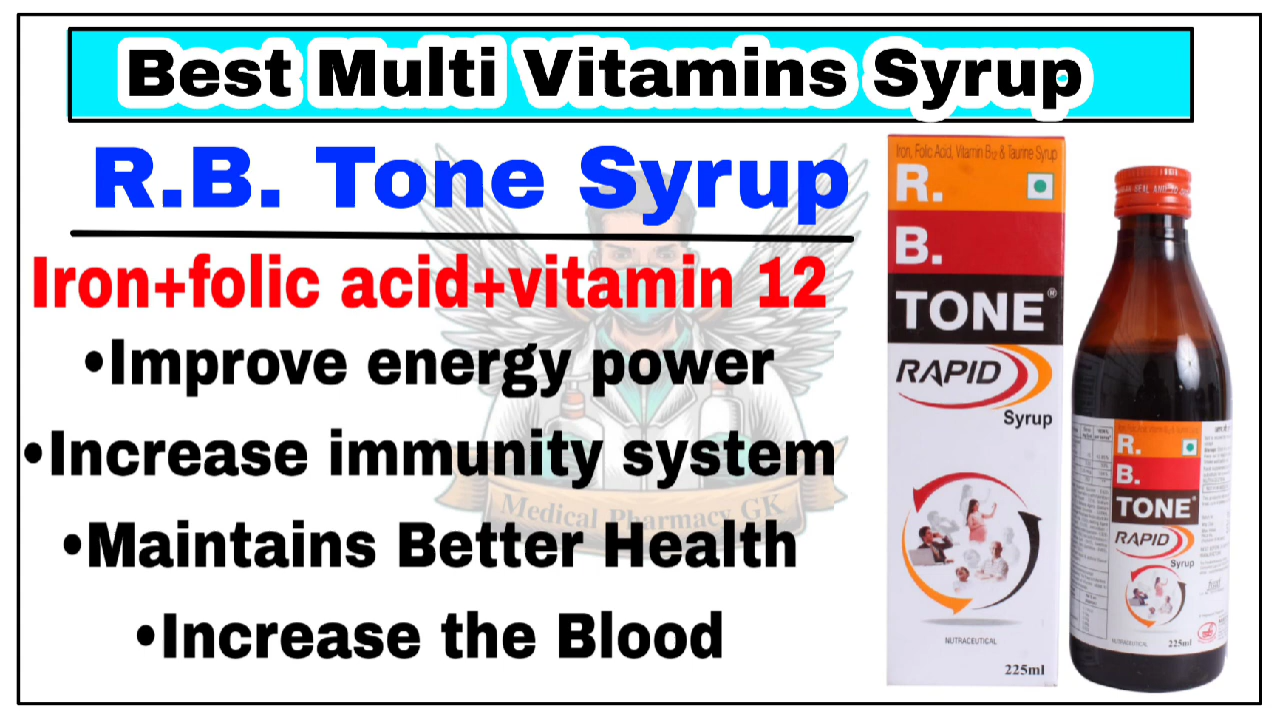 Best Multi Vitamins Syrup
R.B. Tone Syrup
Iron+folic acid+vitamin 12
•Improve energy power
•Increase immunity system
•Maintains Better Health
•Increase the Blood
Medical Pharmacy GK
Iron, Folic Acid, Vitamin B12 & Taurine Syrup
R.
B.
TONE®
RAPID
Syrup
NUTRACEUTICAL
225ml
R.
B.
TONE®
RAPID
Syrup
NUTRACEUTICAL
225ml